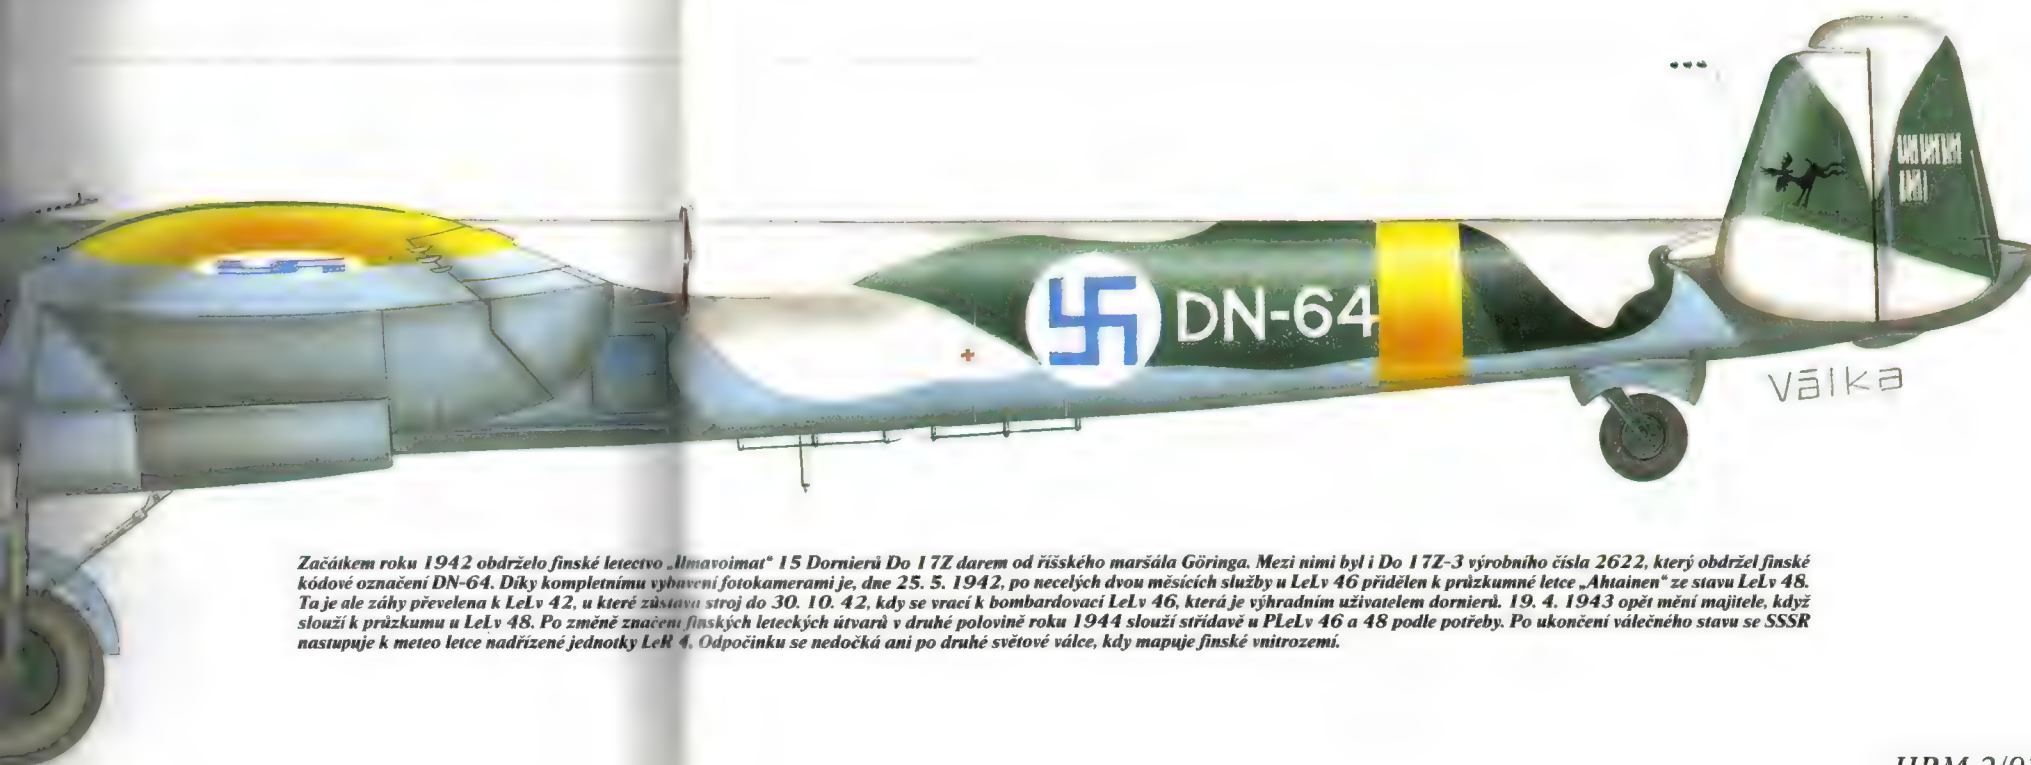 DN-64
Válka
Začátkem roku 1942 obdrželo finské letectvo „Ilmavoimat“ 15 Dornierů Do 17Z darem od říšského maršála Göringa. Mezi nimi byl i Do 17Z-3 výrobního čísla 2622, který obdržel finské
kódové označení DN-64. Díky kompletnímu vybavení fotokamerami je, dne 25. 5. 1942, po necelých dvou měsících služby u LeLv 46 přidělen k průzkumné letce „Ahtainen“ ze stavu LeLv 48.
Ta je ale záhy převelena k LeLv 42, u které zůstává stroj do 30. 10. 42, kdy se vrací k bombardovací LeLv 46, která je výhradním uživatelem dornierů. 19. 4. 1943 opět mění majitele, když
slouží k průzkumu u LeLv 48. Po změně značení finských leteckých útvarů v druhé polovině roku 1944 slouží střídavě u PLeLv 46 a 48 podle potřeby. Po ukončení válečného stavu se SSSR
nastupuje k meteo letce nadřízené jednotky LeR 4. Odpočinku se nedočká ani po druhé světové válce, kdy mapuje finské vnitrozemí.